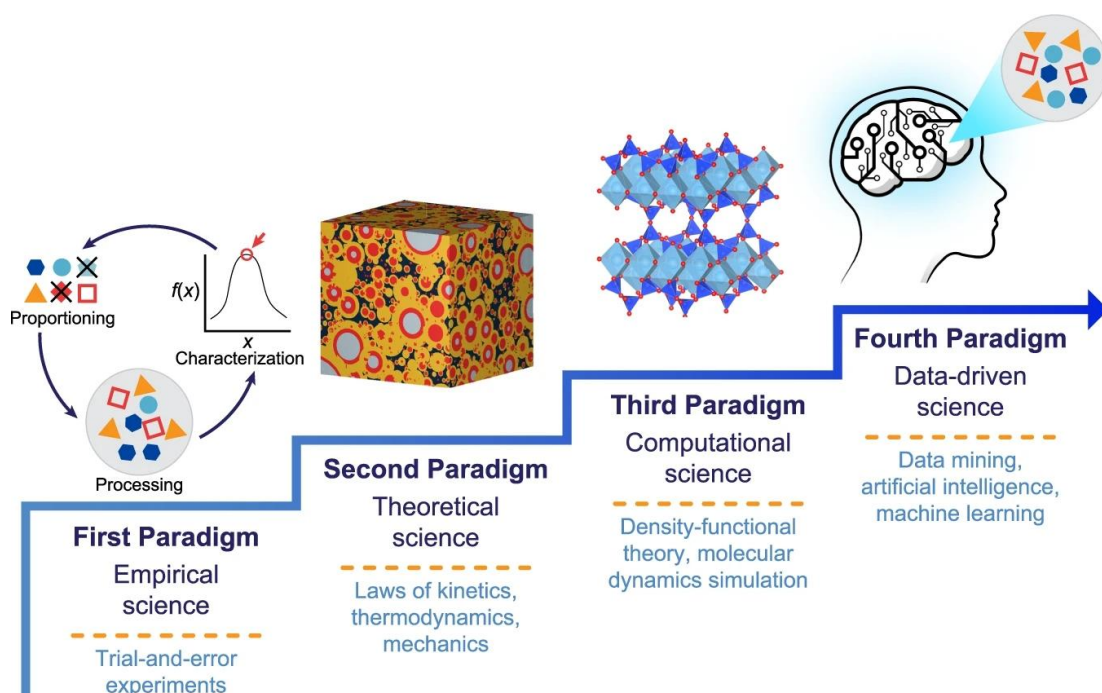 f(x)
x
Proportioning
Characterization
Processing
First Paradigm
Empirical
science
Trial-and-error
experiments
Second Paradigm
Theoretical
science
Laws of kinetics,
thermodynamics,
mechanics
Third Paradigm
Computational
science
Density-functional
theory, molecular
dynamics simulation
Fourth Paradigm
Data-driven
science
Data mining,
artificial intelligence,
machine learning